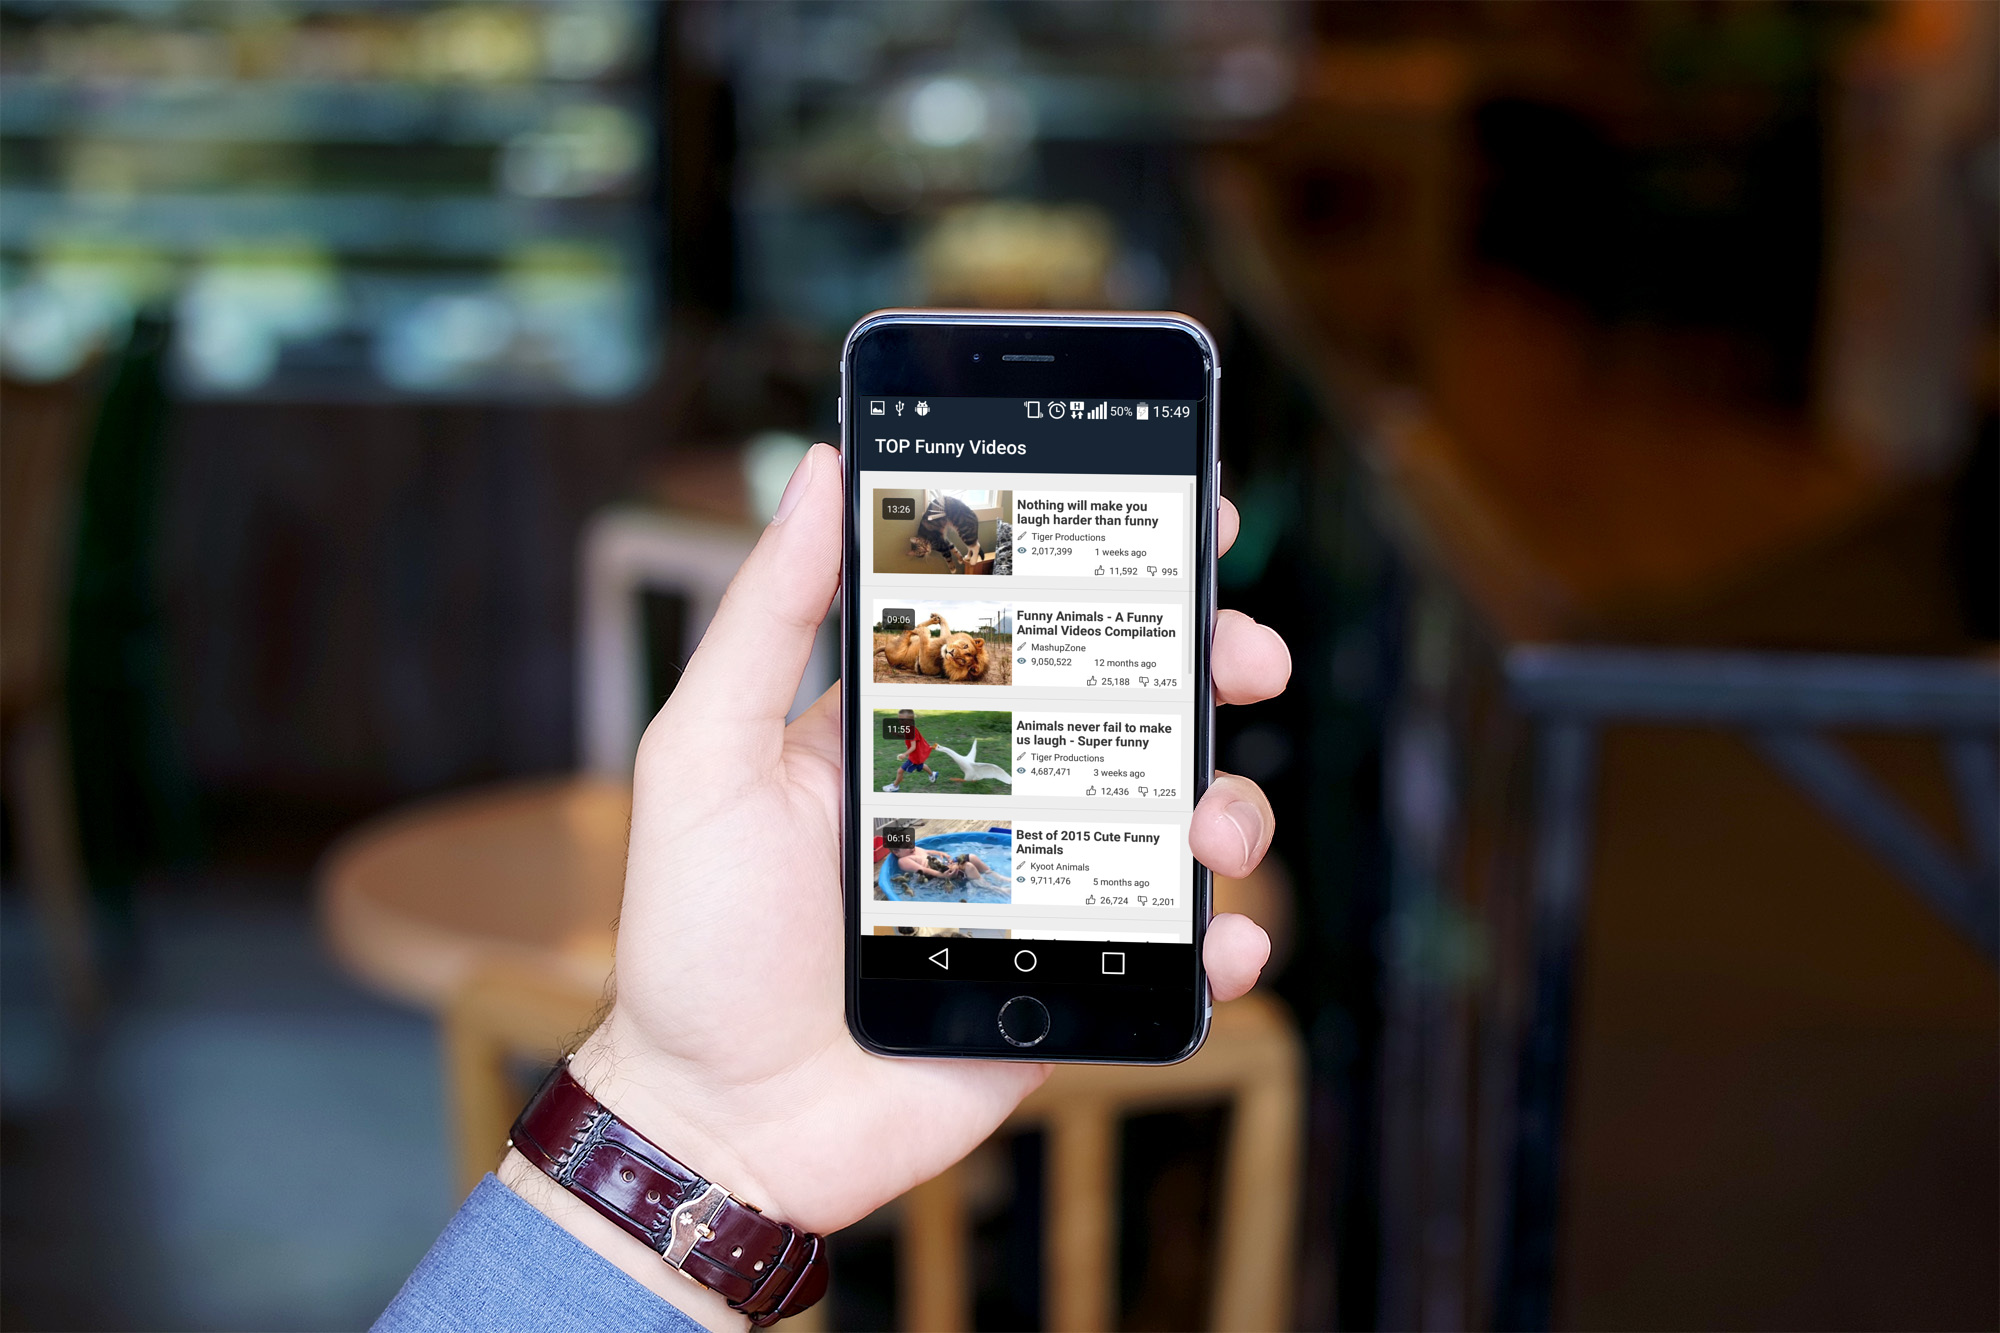 50% 15:49
TOP Funny Videos
13:26
Nothing will make you
laugh harder than funny
Tiger Productions
2,017,399 1 weeks ago
11,592 995
09:06
Funny Animals - A Funny
Animal Videos Compilation
MashupZone
9,050,522 12 months ago
25,188 3,475
11:55
Animals never fail to make
us laugh - Super funny
Tiger Productions
4,687,471 3 weeks ago
12,436 1,225
06:15
Best of 2015 Cute Funny
Animals
Kyoot Animals
9,711,476 5 months ago
26,724 2,201